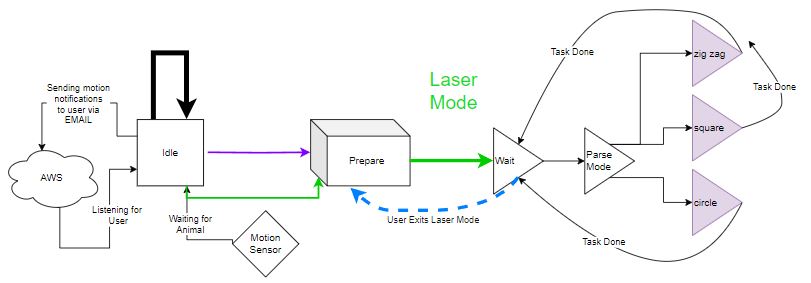 Laser
Mode
Task Done
zig zag
Task Done
Sending motion
notifications
to user via
EMAIL
Idle
Prepare
Wait
Parse
Mode
square
AWS
Listening for
User
Waiting for
Animal
Motion
Sensor
User Exits Laser Mode
circle
Task Done